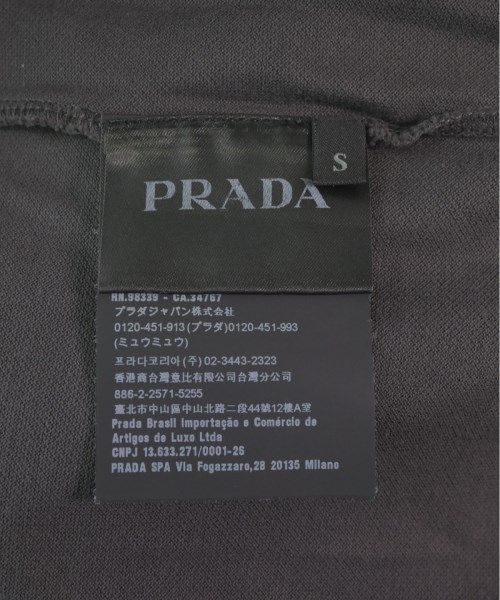 PRADA
S
RN.98339 - CA.34767
プラダジャパン株式会社
0120-451-913(プラダ)0120-451-993
(ミュウミュウ)
프라다코리아(주)02-3443-2323
香港商台灣意比有限公司台灣分公司
886-2-2571-5255
臺北市中山區中山北路二段44號12樓A室
Prada Brasil Importação e Comércio de
Artigos de Luxo Ltda
CNPJ 13.633.271/0001-26
PRADA SPA Via Fogazzaro,28 20135 Milano